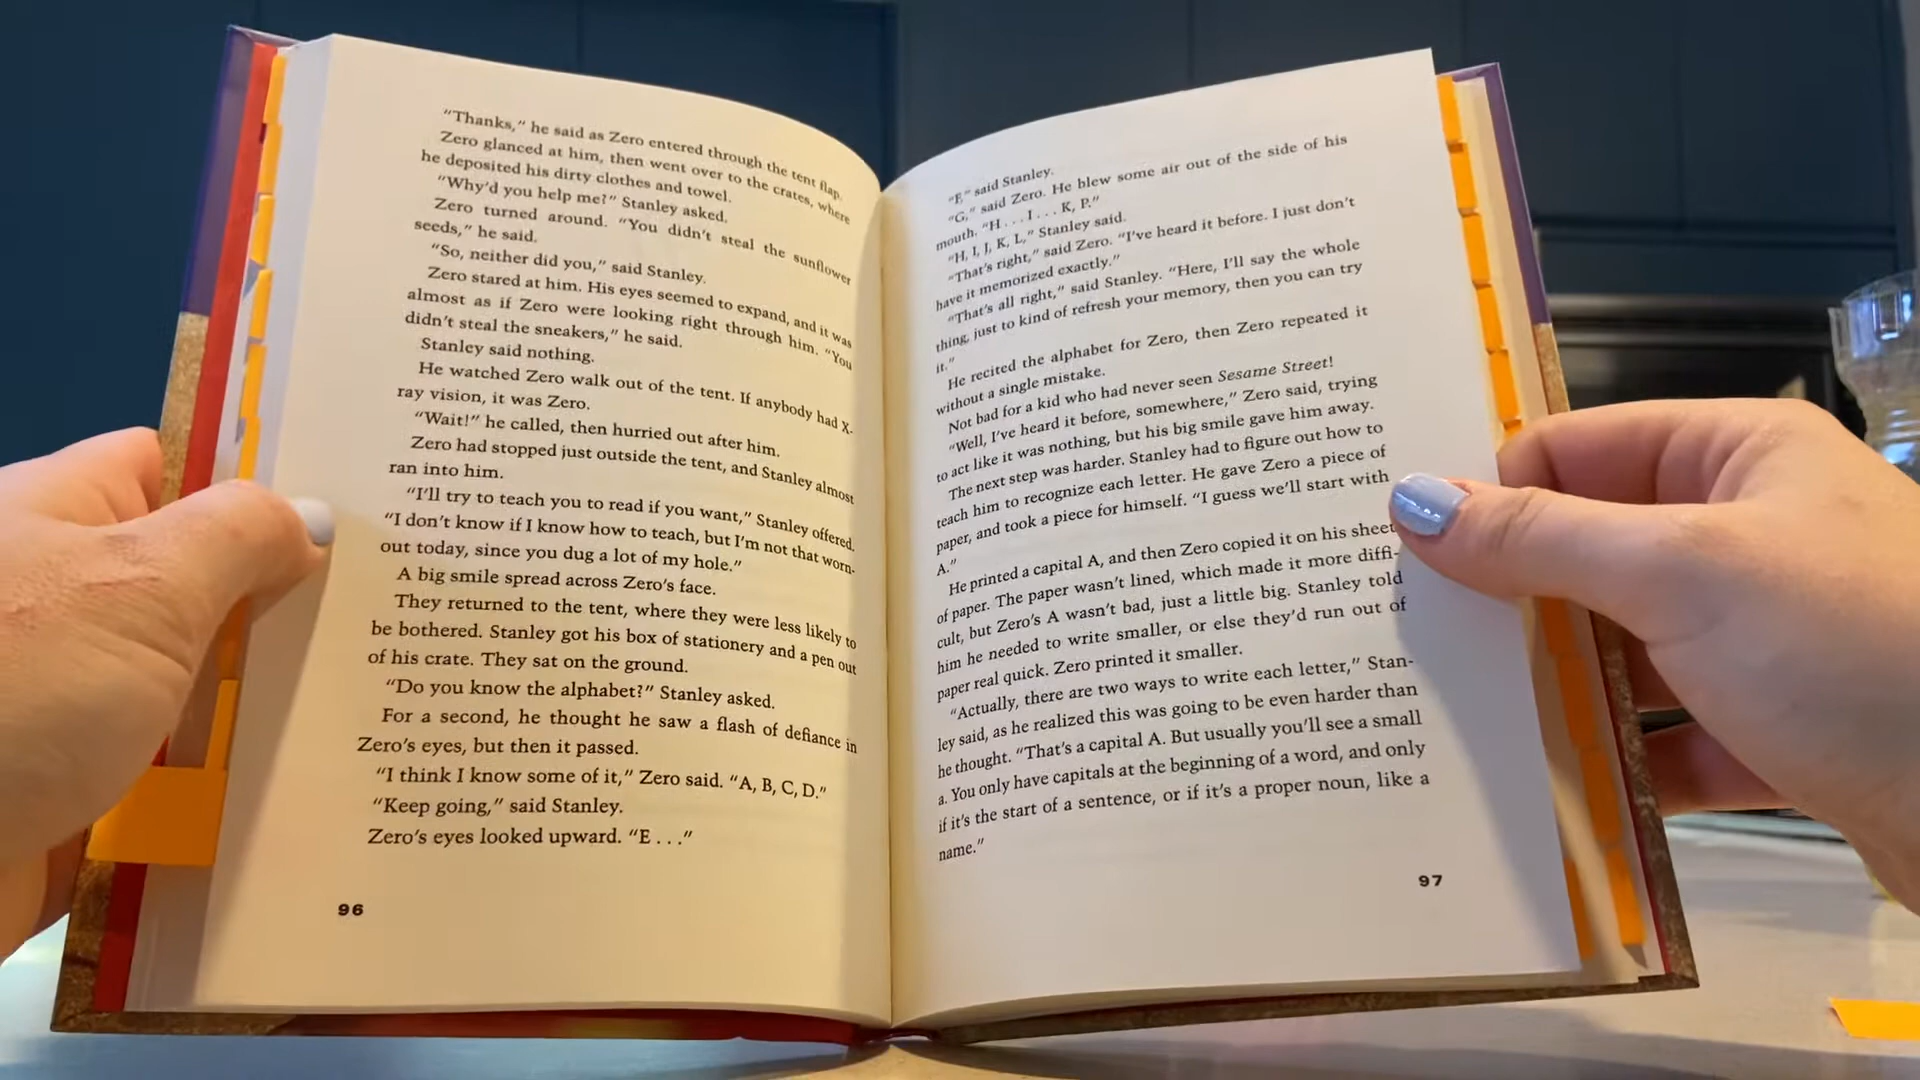 “Thanks,” he said as Zero entered through the tent flap.
Zero glanced at him, then went over to the crates, where
he deposited his dirty clothes and towel.
“Why’d you help me?” Stanley asked.
Zero turned around. “You didn’t steal the sunflower
seeds,” he said.
“So, neither did you,” said Stanley.
Zero stared at him. His eyes seemed to expand, and it was
almost as if Zero were looking right through him. “You
didn’t steal the sneakers,” he said.
Stanley said nothing.
He watched Zero walk out of the tent. If anybody had X-
ray vision, it was Zero.
“Wait!” he called, then hurried out after him.
Zero had stopped just outside the tent, and Stanley almost
ran into him.
“I’ll try to teach you to read if you want,” Stanley offered.
“I don’t know if I know how to teach, but I’m not that worn-
out today, since you dug a lot of my hole.”
A big smile spread across Zero’s face.
They returned to the tent, where they were less likely to
be bothered. Stanley got his box of stationery and a pen out
of his crate. They sat on the ground.
“Do you know the alphabet?” Stanley asked.
For a second, he thought he saw a flash of defiance in
Zero’s eyes, but then it passed.
“I think I know some of it,” Zero said. “A, B, C, D.”
“Keep going,” said Stanley.
Zero’s eyes looked upward. “E . . .”
96
“F,” said Stanley.
“G,” said Zero. He blew some air out of the side of his
mouth. “H . . . I . . . K, P.”
“H, I, J, K, L,” Stanley said.
“That’s right,” said Zero. “I’ve heard it before. I just don’t
have it memorized exactly.”
“That’s all right,” said Stanley. “Here, I’ll say the whole
thing, just to kind of refresh your memory, then you can try
it.”
He recited the alphabet for Zero, then Zero repeated it
without a single mistake.
Not bad for a kid who had never seen Sesame Street!
“Well, I’ve heard it before, somewhere,” Zero said, trying
to act like it was nothing, but his big smile gave him away.
The next step was harder. Stanley had to figure out how to
teach him to recognize each letter. He gave Zero a piece of
paper, and took a piece for himself. “I guess we’ll start with
A.”
He printed a capital A, and then Zero copied it on his sheet
of paper. The paper wasn’t lined, which made it more diffi-
cult, but Zero’s A wasn’t bad, just a little big. Stanley told
him he needed to write smaller, or else they’d run out of
paper real quick. Zero printed it smaller.
“Actually, there are two ways to write each letter,” Stan-
ley said, as he realized this was going to be even harder than
he thought. “That’s a capital A. But usually you’ll see a small
a. You only have capitals at the beginning of a word, and only
if it’s the start of a sentence, or if it’s a proper noun, like a
name.”
97